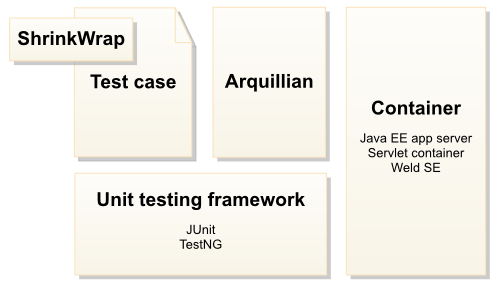 ShrinkWrap
Test case
Arquillian
Container
Java EE app server
Servlet container
Weld SE
Unit testing framework
JUnit
TestNG